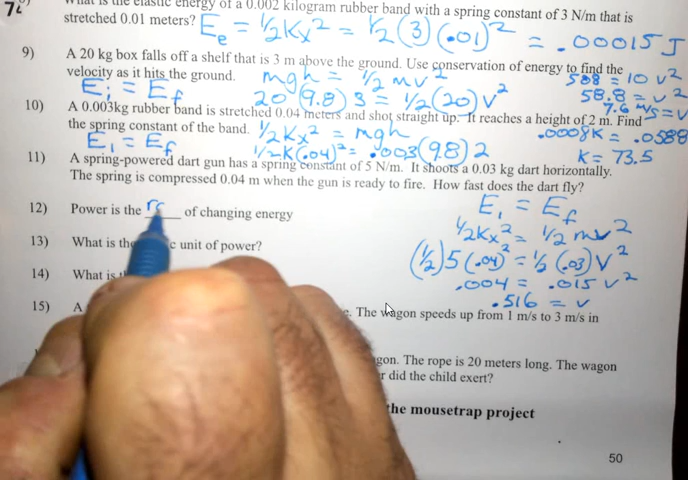 is the elastic energy of a 0.002 kilogram rubber band with a spring constant of 3 N/m that is
stretched 0.01 meters? Ee = ½Kx² = ½(3)(.01)² = .00015 J
9) A 20 kg box falls off a shelf that is 3 m above the ground. Use conservation of energy to find the
velocity as it hits the ground. mgh = ½mv² 588 = 10 v²
Ei = Ef 20(9.8)3 = ½(20)v² 58.8 = v²
7.6 m/s = v
10) A 0.003kg rubber band is stretched 0.04 meters and shot straight up. It reaches a height of 2 m. Find
the spring constant of the band. ½Kx² = mgh .0008K = .0588
Ei = Ef ½K(.04)² = .003(9.8)2 K = 73.5
11) A spring-powered dart gun has a spring constant of 5 N/m. It shoots a 0.03 kg dart horizontally.
The spring is compressed 0.04 m when the gun is ready to fire. How fast does the dart fly?
Ei = Ef
12) Power is the of changing energy
½Kx² = ½mv²
13) What is the unit of power?
(½)5(.04)² = ½(.03)v²
14) What is
.004 = .015 v²
.516 = v
15) A The wagon speeds up from 1 m/s to 3 m/s in
gon. The rope is 20 meters long. The wagon
r did the child exert?
the mousetrap project
50